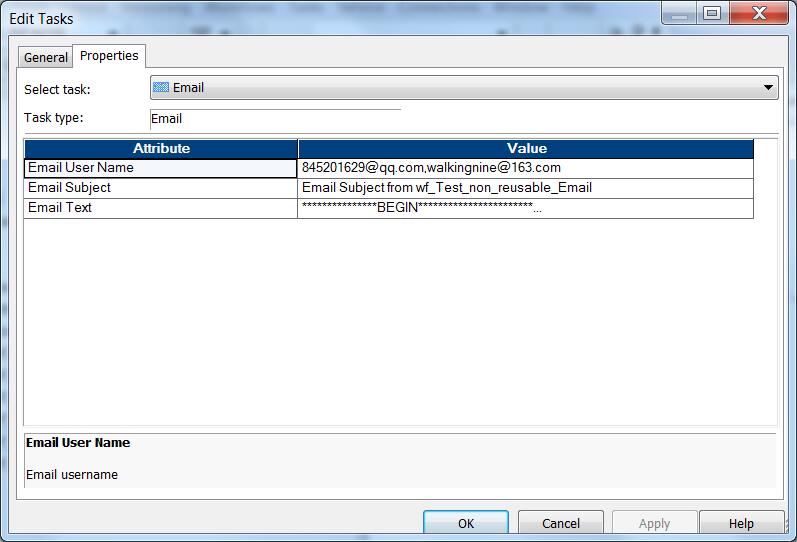 Edit Tasks
General Properties
Select task: Email
Task type: Email
Attribute Value
Email User Name 845201629@qq.com,walkingnine@163.com
Email Subject Email Subject from wf_Test_non_reusable_Email
Email Text ***************BEGIN***********************...
Email User Name
Email username
OK Cancel Apply Help